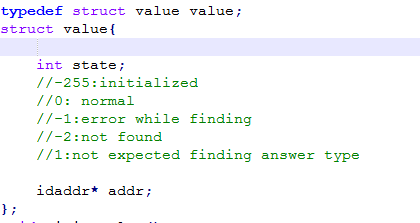 typedef struct value value;
struct value{
int state;
//-255:initialized
//0: normal
//-1:error while finding
//-2:not found
//1:not expected finding answer type
idaddr* addr;
};